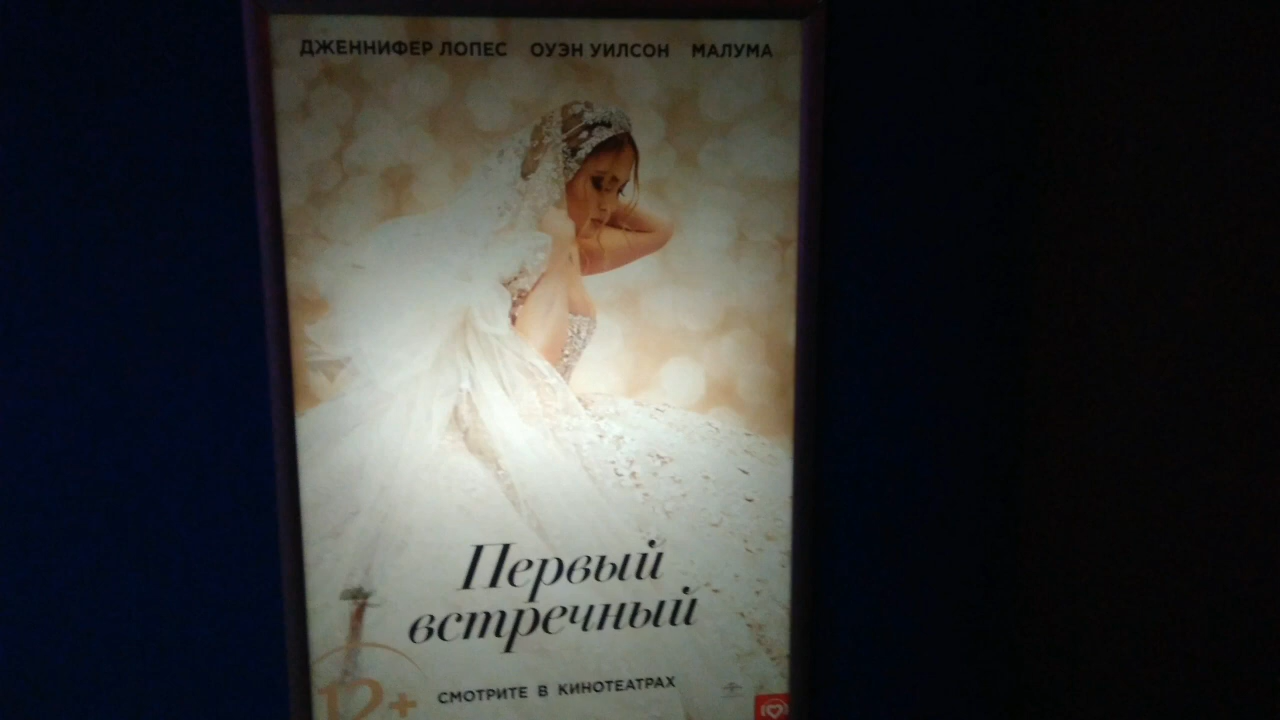 ДЖЕННИФЕР ЛОПЕС ОУЭН УИЛСОН МАЛУМА
Первый
встречный
12+ СМОТРИТЕ В КИНОТЕАТРАХ